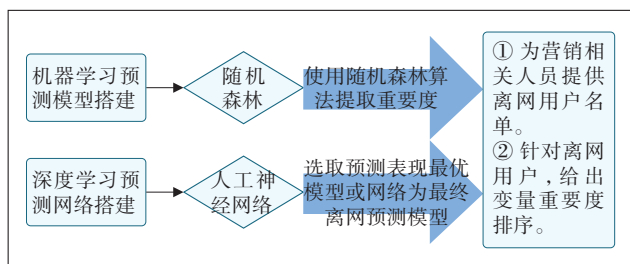 机器学习预
测模型搭建
随机
森林
使用随机森林算
法提取重要度
深度学习预
测网络搭建
人工神
经网络
选取预测表现最优
模型或网络为最终
离网预测模型
① 为营销相
关人员提供
离网用户名
单。
② 针对离网
用户,给出
变量重要度
排序。